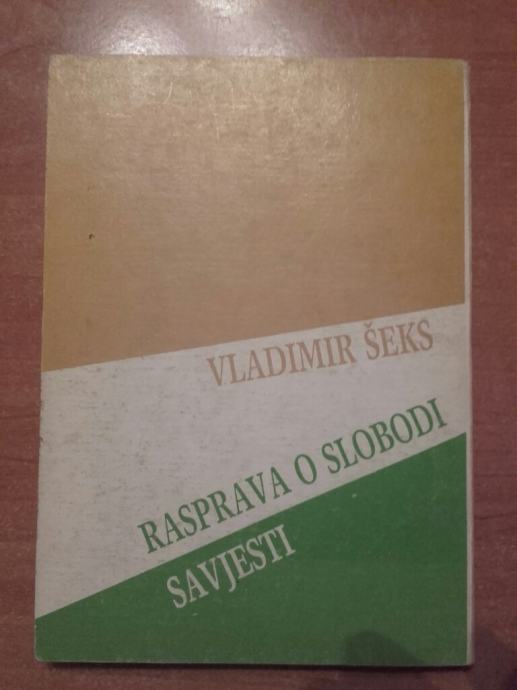 VLADIMIR ŠEKS
RASPRAVA O SLOBODI
SAVJESTI